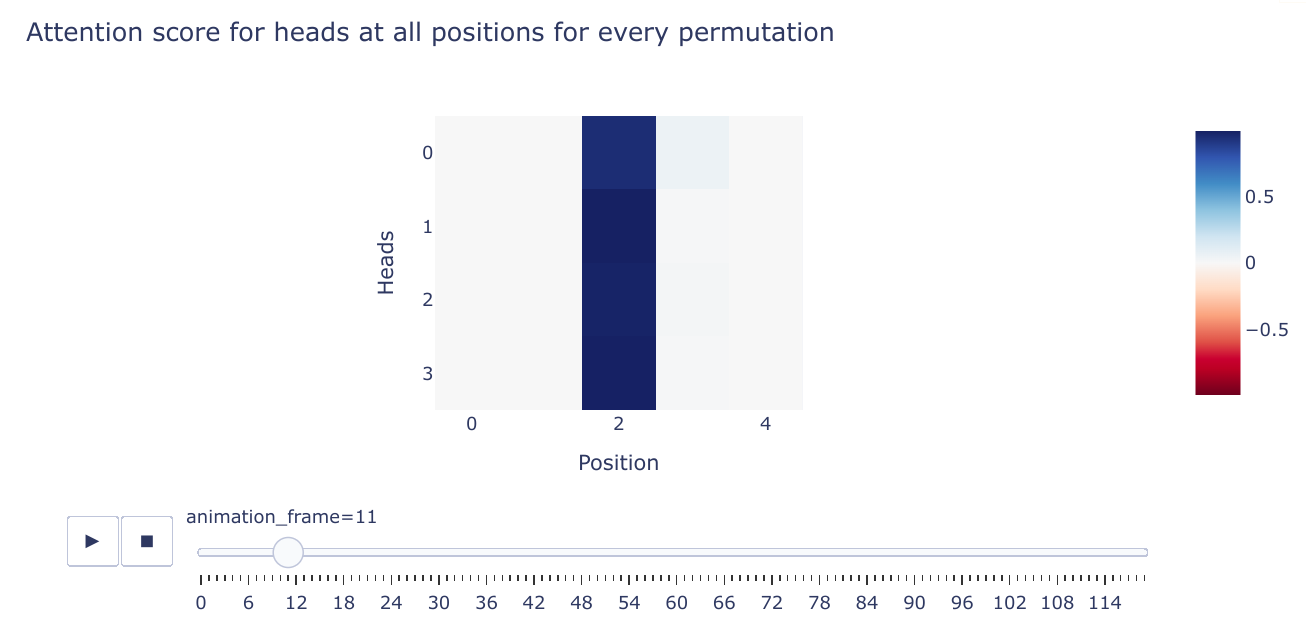 Attention score for heads at all positions for every permutation
0
1
2
3
Heads
0 2 4
Position
0.5
0
−0.5
animation_frame=11
0 6 12 18 24 30 36 42 48 54 60 66 72 78 84 90 96 102 108 114